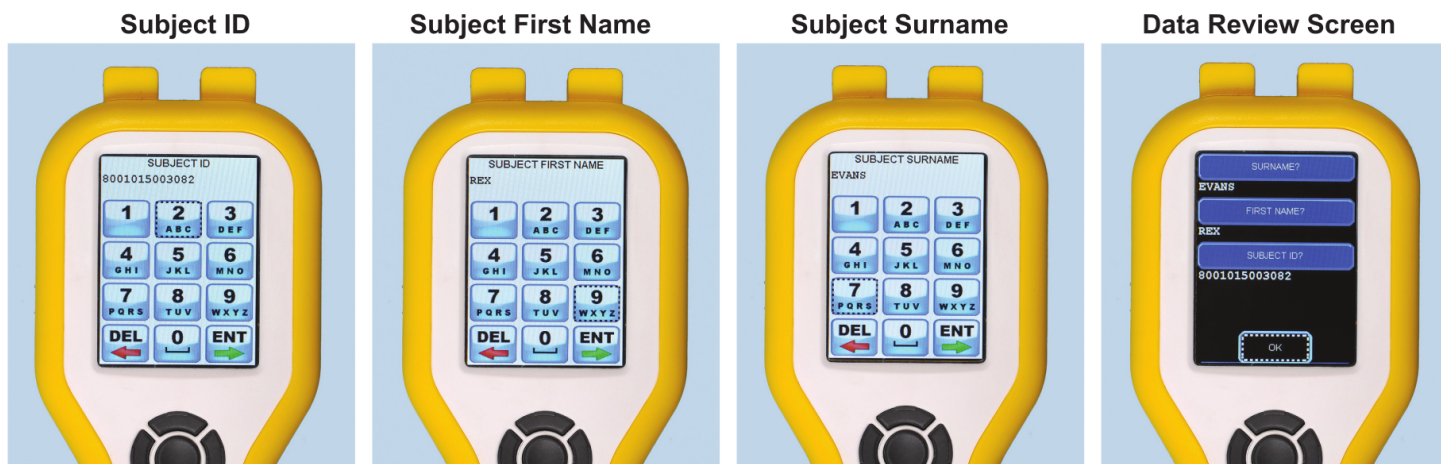 Subject ID
SUBJECT ID
8001015003082
1 2 3
ABC DEF
4 5 6
GHI JKL MNO
7 8 9
PQRS TUV WXYZ
DEL 0 ENT
Subject First Name
SUBJECT FIRST NAME
REX
1 2 3
ABC DEF
4 5 6
GHI JKL MNO
7 8 9
PQRS TUV WXYZ
DEL 0 ENT
Subject Surname
SUBJECT SURNAME
EVANS
1 2 3
ABC DEF
4 5 6
GHI JKL MNO
7 8 9
PQRS TUV WXYZ
DEL 0 ENT
Data Review Screen
SURNAME?
EVANS
FIRST NAME?
REX
SUBJECT ID?
8001015003082
OK